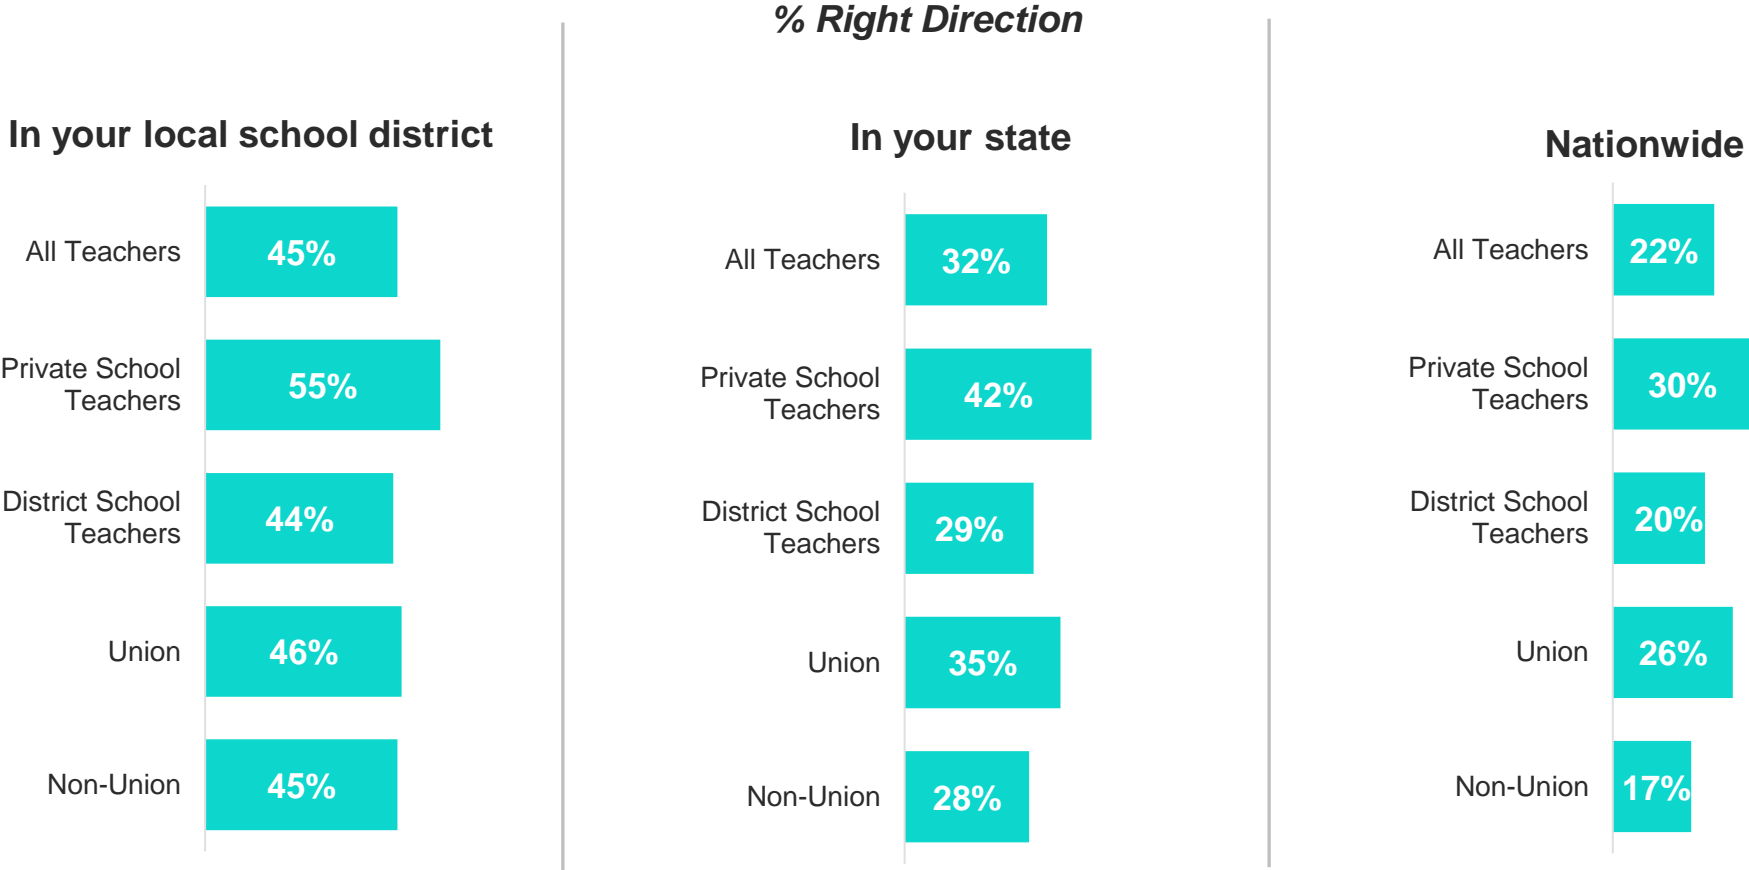 % Right Direction
In your local school district
All Teachers
45%
Private School
Teachers
55%
District School
Teachers
44%
Union
46%
Non-Union
45%
In your state
All Teachers
32%
Private School
Teachers
42%
District School
Teachers
29%
Union
35%
Non-Union
28%
Nationwide
All Teachers
22%
Private School
Teachers
30%
District School
Teachers
20%
Union
26%
Non-Union
17%